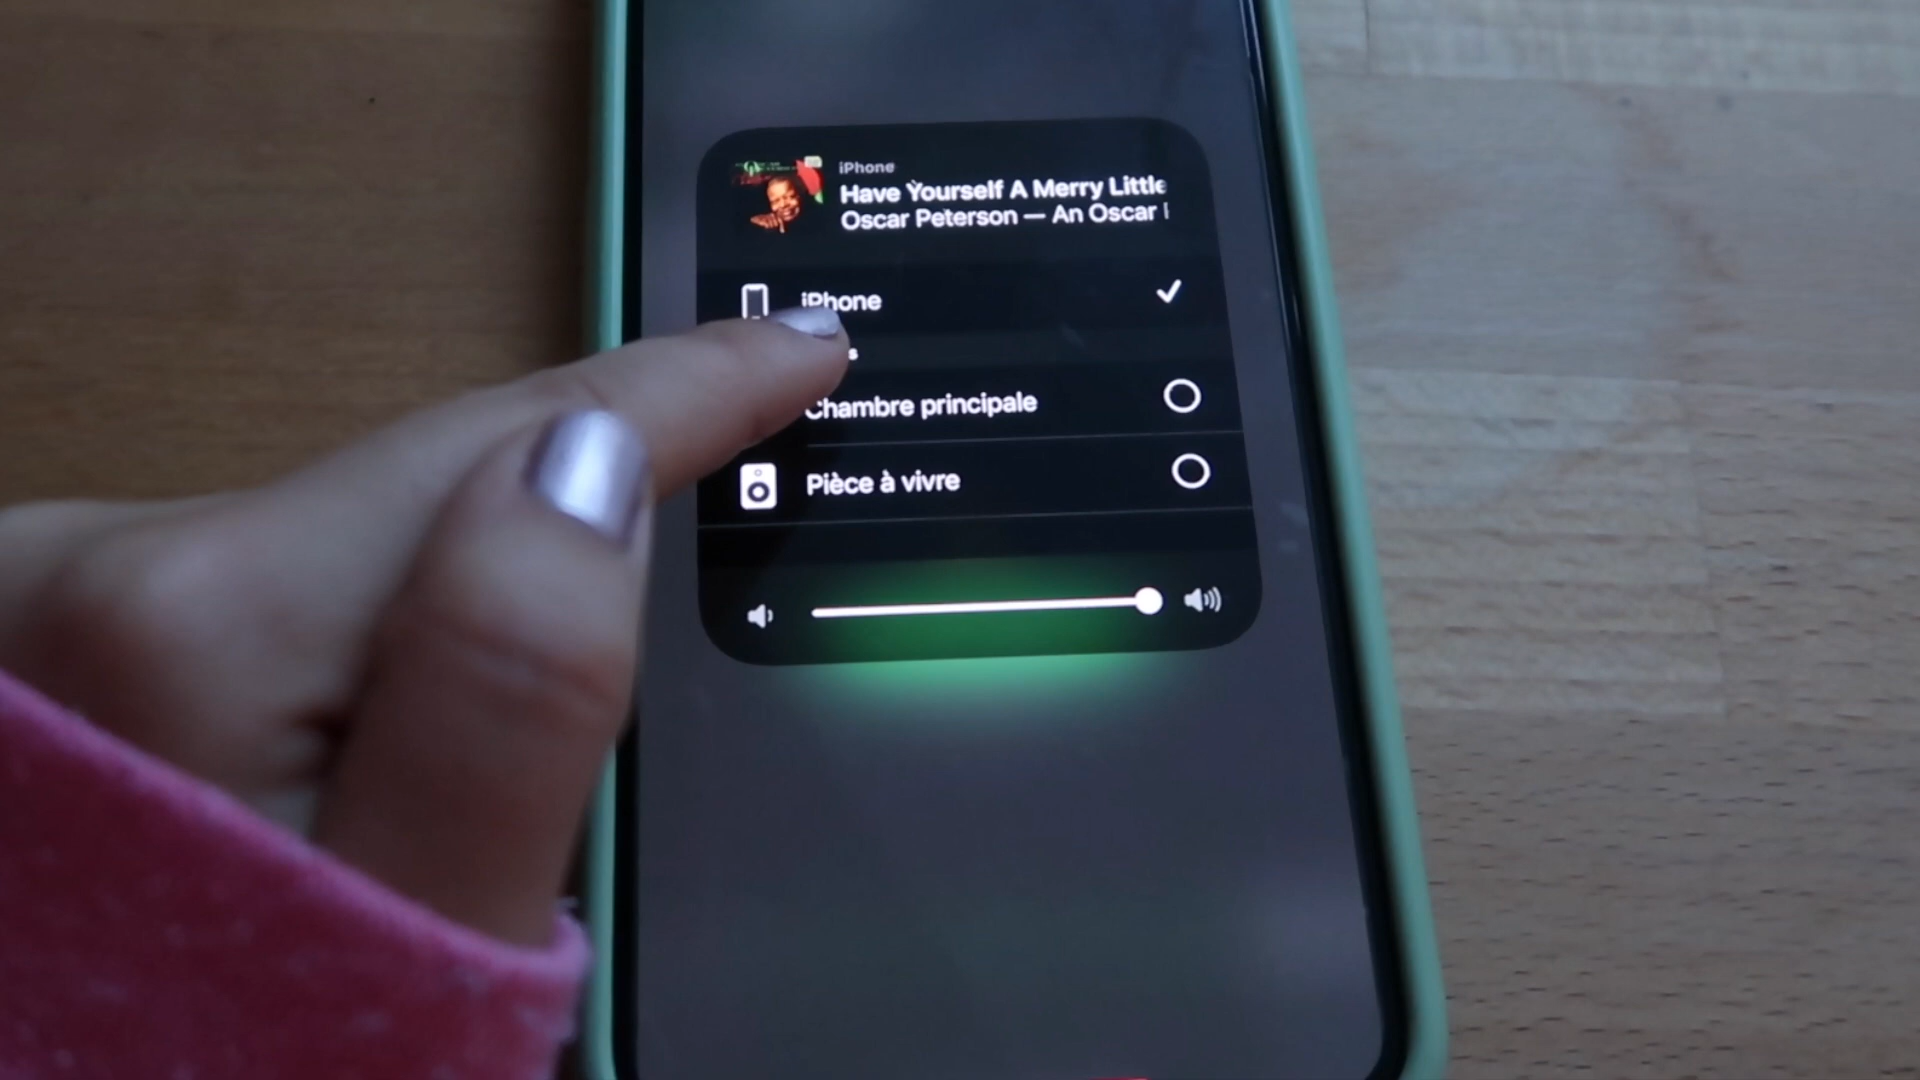 iPhone
Have Yourself A Merry Little
Oscar Peterson — An Oscar
iPhone
Chambre principale
Pièce à vivre